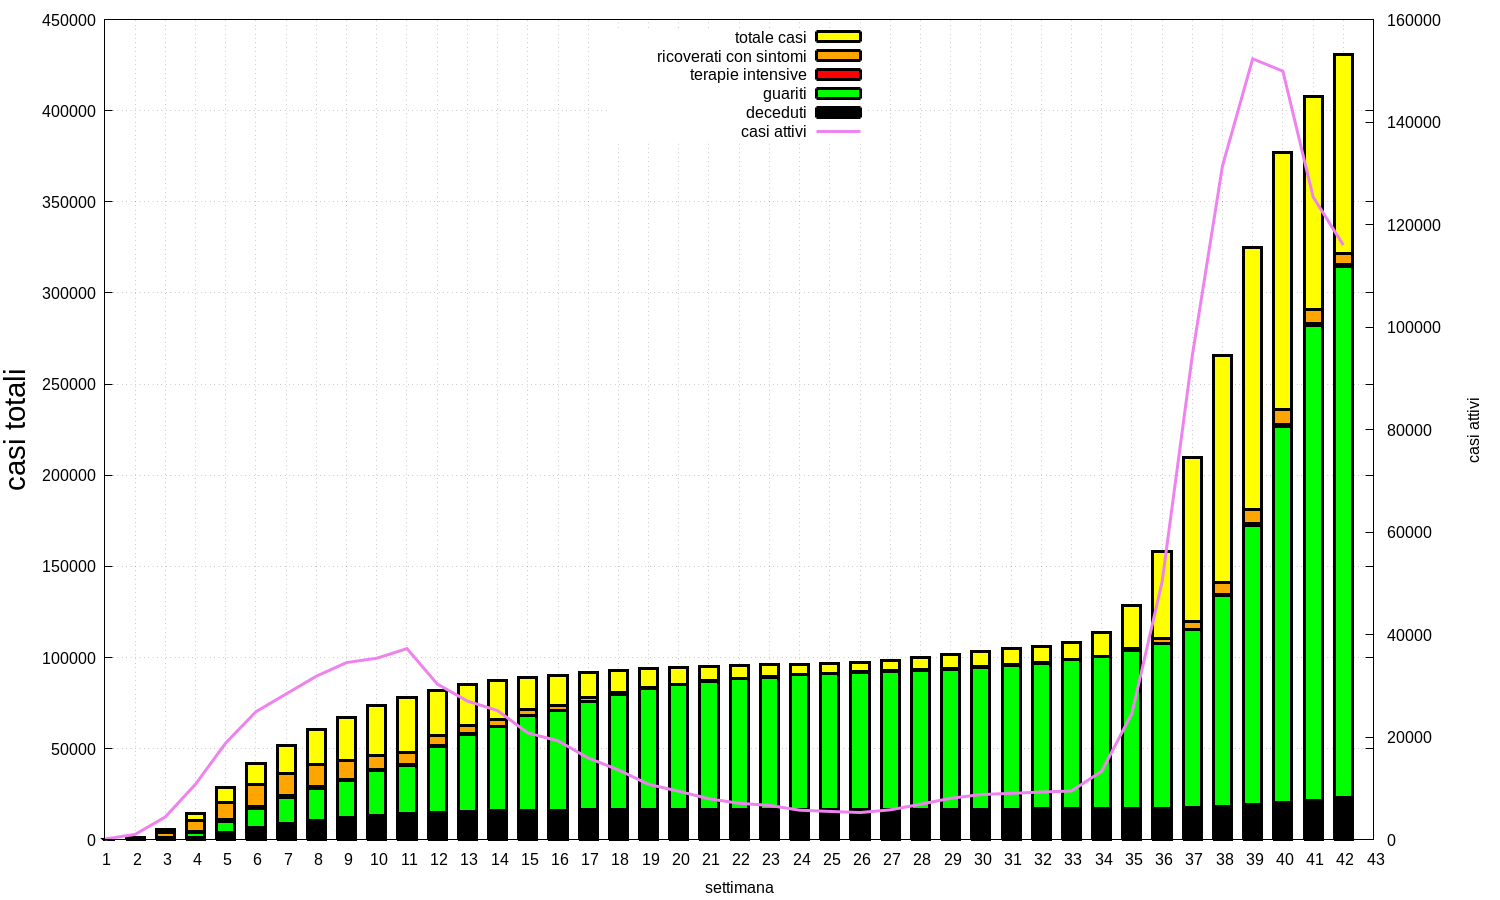 450000
400000
350000
300000
250000
200000
150000
100000
50000
0
casi totali
totale casi
ricoverati con sintomi
terapie intensive
guariti
deceduti
casi attivi
160000
140000
120000
100000
80000
60000
40000
20000
0
casi attivi
1 2 3 4 5 6 7 8 9 10 11 12 13 14 15 16 17 18 19 20 21 22 23 24 25 26 27 28 29 30 31 32 33 34 35 36 37 38 39 40 41 42 43
settimana